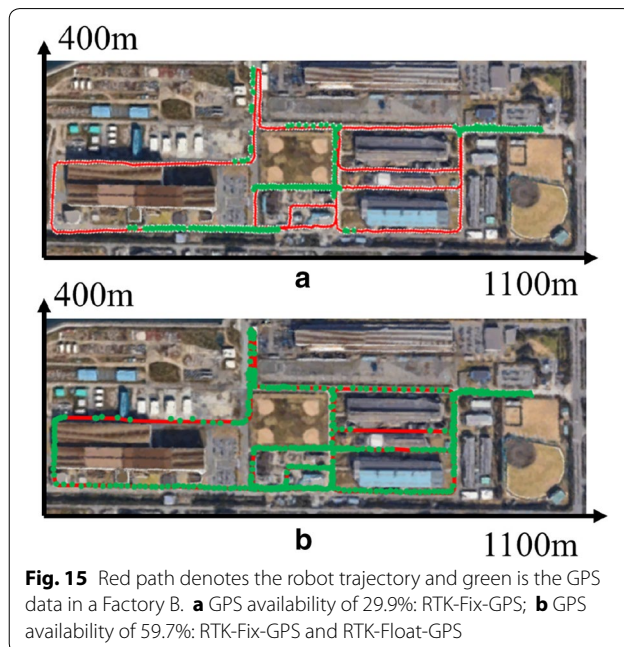 400m
1100m
a
400m
1100m
b
Fig. 15 Red path denotes the robot trajectory and green is the GPS
data in a Factory B. a GPS availability of 29.9%: RTK-Fix-GPS; b GPS
availability of 59.7%: RTK-Fix-GPS and RTK-Float-GPS